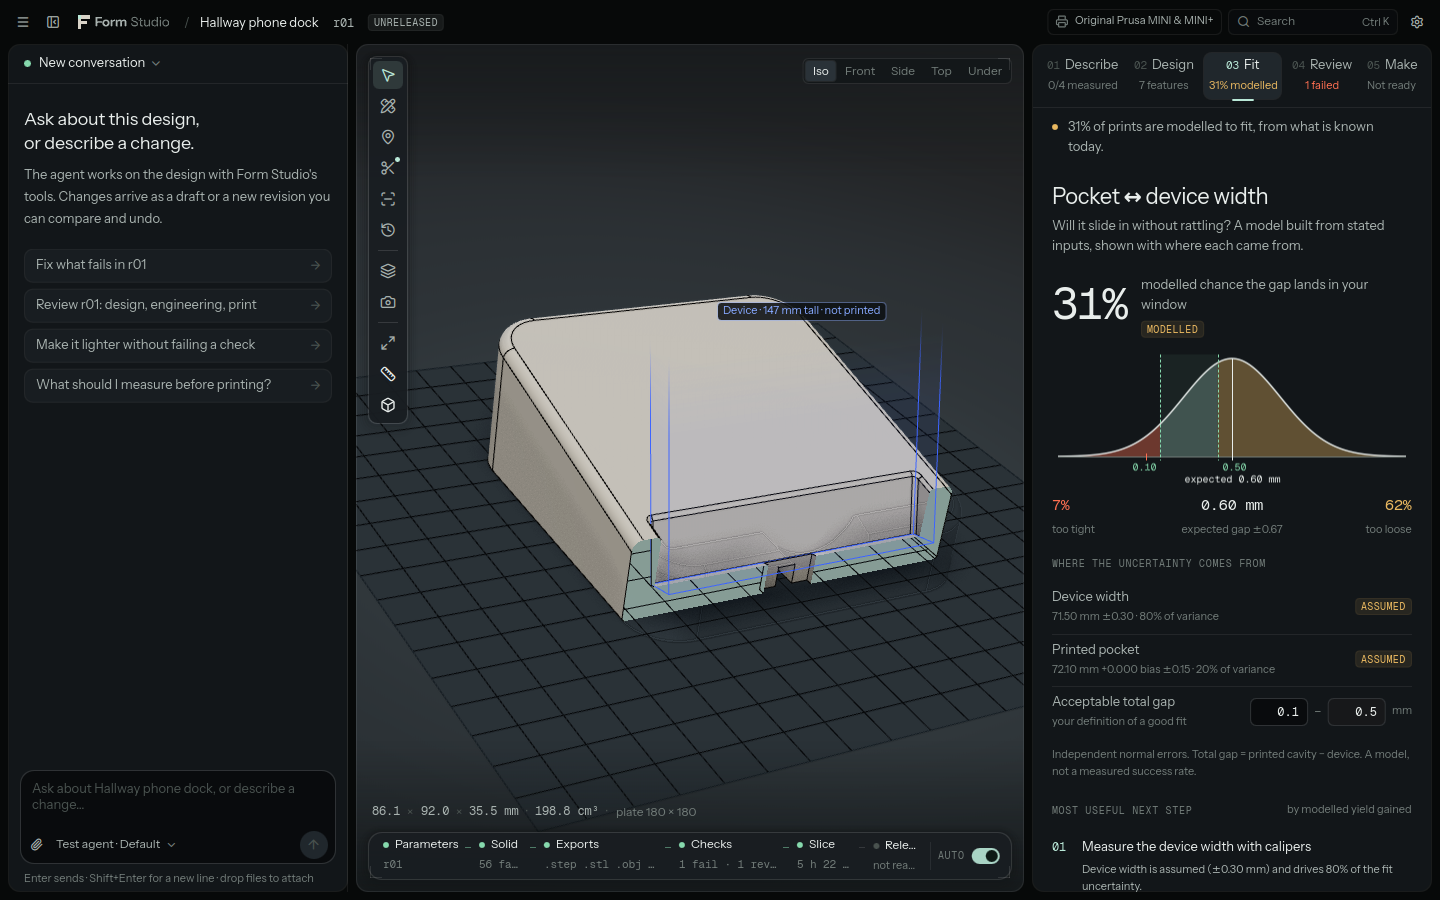 Form Studio / Hallway phone dock r01 UNRELEASED
Original Prusa MINI & MINI+
Search Ctrl K
New conversation
Ask about this design,
or describe a change.
The agent works on the design with Form Studio's
tools. Changes arrive as a draft or a new revision you
can compare and undo.
Fix what fails in r01
Review r01: design, engineering, print
Make it lighter without failing a check
What should I measure before printing?
Ask about Hallway phone dock, or describe a
change...
Test agent · Default
Enter sends · Shift+Enter for a new line · drop files to attach
Iso Front Side Top Under
Device · 147 mm tall · not printed
86.1 × 92.0 × 35.5 mm · 198.8 cm³ plate 180 × 180
Parameters – Solid – Exports – Checks – Slice – Rele...
r01 56 fa... .step .stl .obj ... 1 fail · 1 rev... 5 h 22 ... not rea...
AUTO
01 Describe 02 Design 03 Fit 04 Review 05 Make
0/4 measured 7 features 31% modelled 1 failed Not ready
31% of prints are modelled to fit, from what is known
today.
Pocket ↔ device width
Will it slide in without rattling? A model built from stated
inputs, shown with where each came from.
31%
modelled chance the gap lands in your
window
MODELLED
0.10 0.50
expected 0.60 mm
7% 0.60 mm 62%
too tight expected gap ±0.67 too loose
WHERE THE UNCERTAINTY COMES FROM
Device width
71.50 mm ±0.30 · 80% of variance
ASSUMED
Printed pocket
72.10 mm +0.000 bias ±0.15 · 20% of variance
ASSUMED
Acceptable total gap
your definition of a good fit
0.1 – 0.5 mm
Independent normal errors. Total gap = printed cavity − device. A model,
not a measured success rate.
MOST USEFUL NEXT STEP by modelled yield gained
01 Measure the device width with calipers
Device width is assumed (±0.30 mm) and drives 80% of the fit
uncertainty.